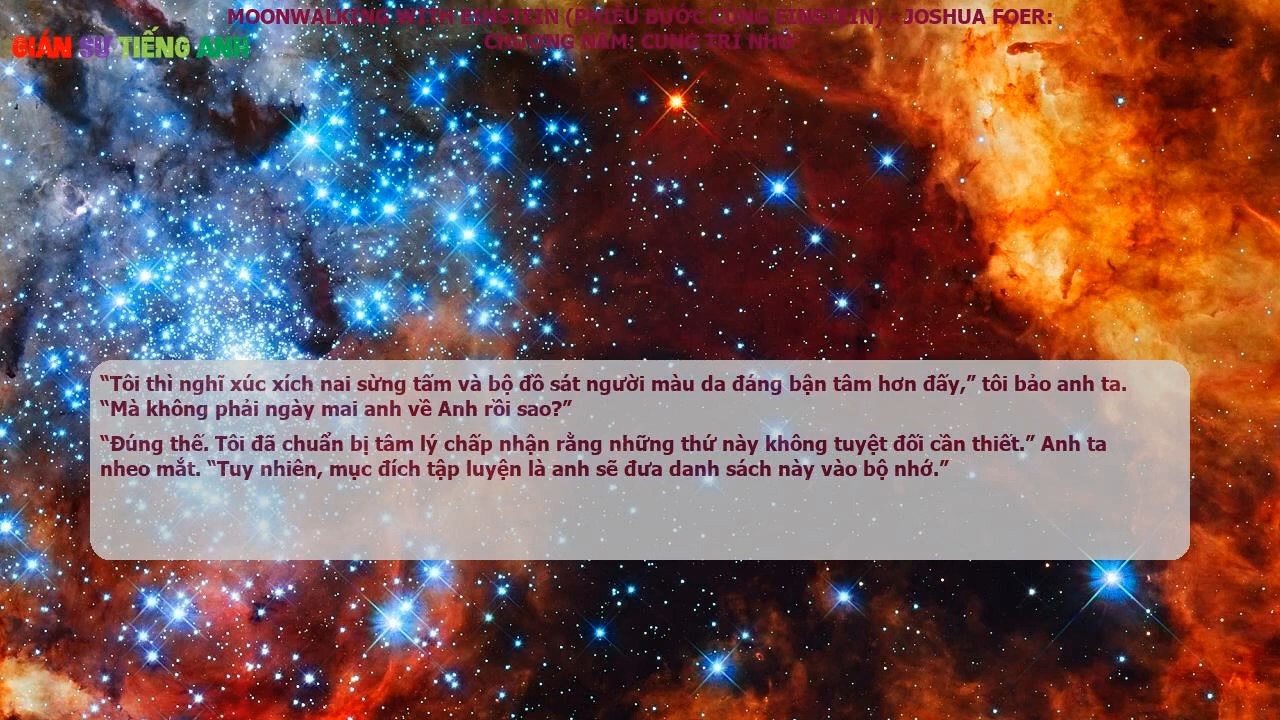 MOONWALKING WITH EINSTEIN (PHIÊU BƯỚC CÙNG EINSTEIN) - JOSHUA FOER:
CHƯƠNG NĂM: CUNG TRÍ NHỚ
GIÁN SƯ TIẾNG ANH
“Tôi thì nghĩ xúc xích nai sừng tấm và bộ đồ sát người màu da đáng bận tâm hơn đấy,” tôi bảo anh ta.
“Mà không phải ngày mai anh về Anh rồi sao?”
“Đúng thế. Tôi đã chuẩn bị tâm lý chấp nhận rằng những thứ này không tuyệt đối cần thiết.” Anh ta
nheo mắt. “Tuy nhiên, mục đích tập luyện là anh sẽ đưa danh sách này vào bộ nhớ.”